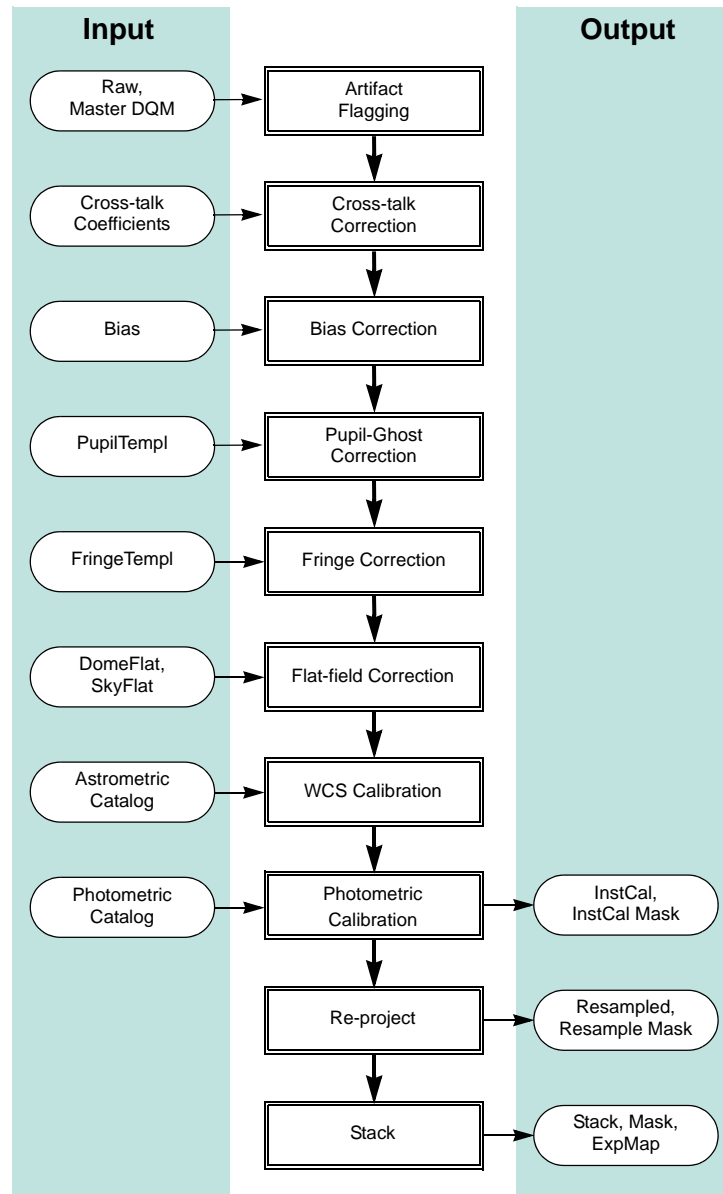 Input
Output
Raw,
Master DQM
Artifact
Flagging
Cross-talk
Coefficients
Cross-talk
Correction
Bias
Bias Correction
PupilTempl
Pupil-Ghost
Correction
FringeTempl
Fringe Correction
DomeFlat,
SkyFlat
Flat-field Correction
Astrometric
Catalog
WCS Calibration
Photometric
Catalog
Photometric
Calibration
InstCal,
InstCal Mask
Re-project
Resampled,
Resample Mask
Stack
Stack, Mask,
ExpMap